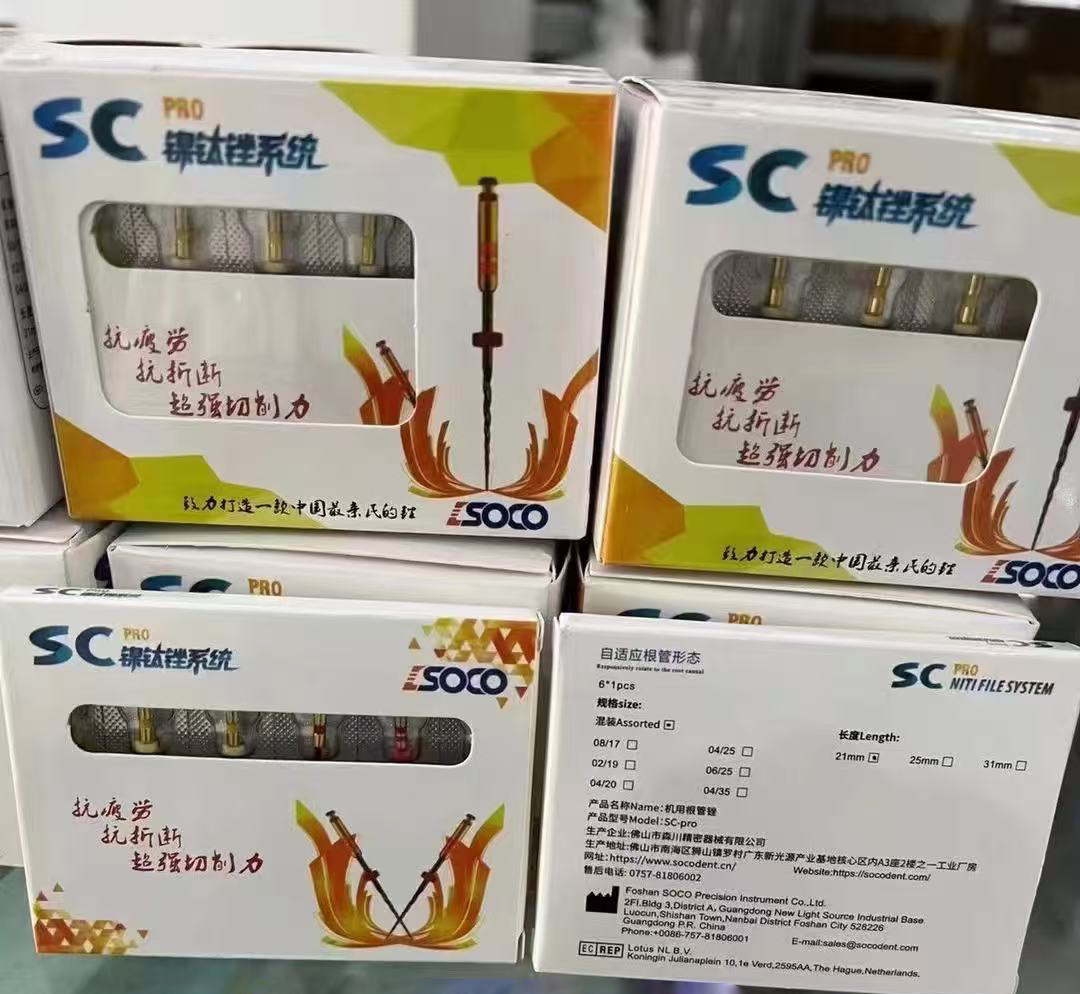 SC PRO
镍钛锉系统
抗疲劳
抗折断
超强切削力
致力打造一款中国最亲民的锉
SOCO
SC PRO
镍钛锉系统
抗疲劳
抗折断
超强切削力
致力打造一款中国最亲民的锉
SOCO
SC PRO
SC PRO
SC PRO
镍钛锉系统
SOCO
抗疲劳
抗折断
超强切削力
自适应根管形态
Responsively relate to the root cannal
SC PRO
NITI FILE SYSTEM
6*1pcs
规格size:
混装Assorted
08/17
04/25
02/19
06/25
04/20
04/35
长度Length:
21mm
25mm
31mm
产品名称Name:机用根管锉
产品型号Model:SC-pro
生产企业:佛山市森川精密器械有限公司
生产地址:佛山市南海区狮山镇罗村广东新光源产业基地核心区内A3座2楼之一工业厂房
网址:https://www.socodent.cn/ Website:https://socodent.com/
售后电话: 0757-81806002
Foshan SOCO Precision Instrument Co.,Ltd.
2Fl.Bldg 3,District A, Guangdong New Light Source Industrial Base
Luocun,Shishan Town,Nanbai District Foshan City 528226
Guangdong P.R. China
Phone:+0086-757-81806001 E-mail:sales@socodent.com
EC REP Lotus NL B.V.
Koningin Julianaplein 10,1e Verd,2595AA,The Hague,Netherlands.